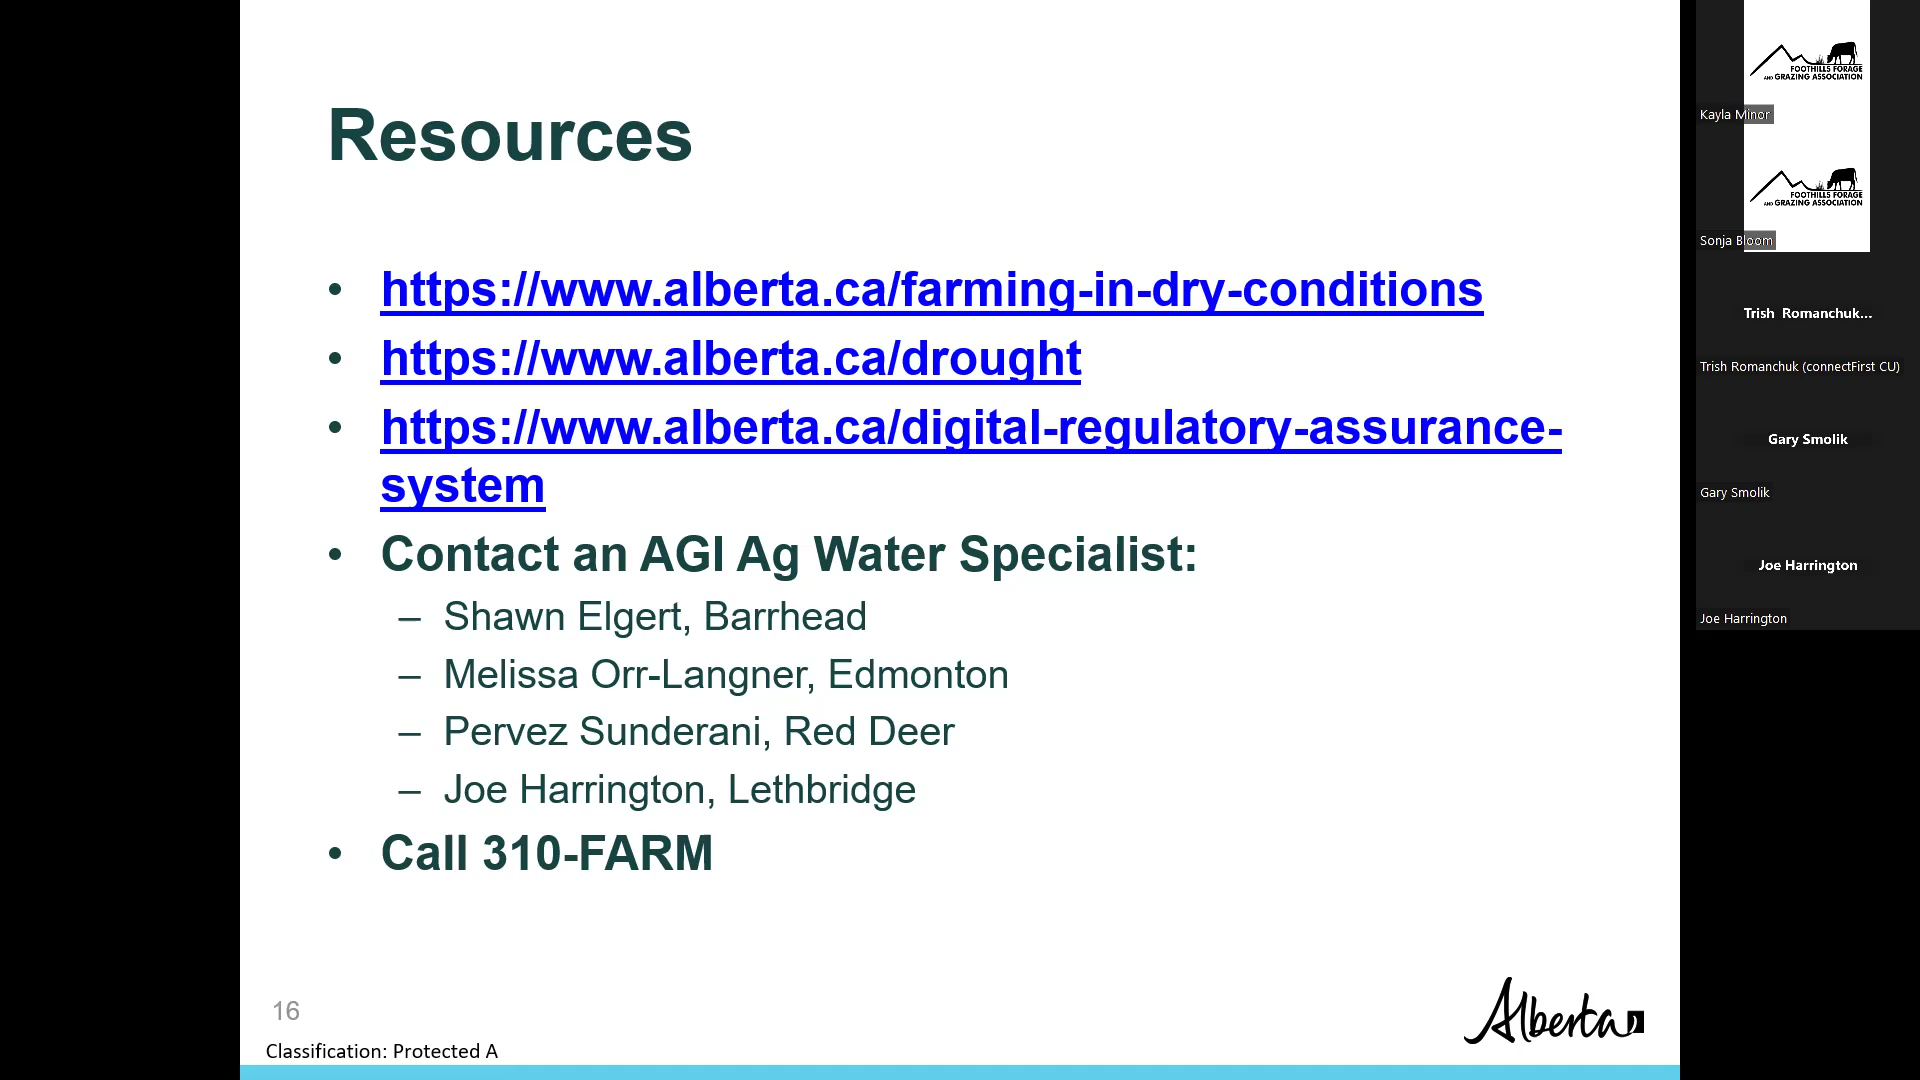 Resources
• https://www.alberta.ca/farming-in-dry-conditions
• https://www.alberta.ca/drought
• https://www.alberta.ca/digital-regulatory-assurance-
system
• Contact an AGI Ag Water Specialist:
– Shawn Elgert, Barrhead
– Melissa Orr-Langner, Edmonton
– Pervez Sunderani, Red Deer
– Joe Harrington, Lethbridge
• Call 310-FARM
16
Classification: Protected A
Alberta
FOOTHILLS FORAGE
AND GRAZING ASSOCIATION
Kayla Minor
FOOTHILLS FORAGE
AND GRAZING ASSOCIATION
Sonja Bloom
Trish Romanchuk...
Trish Romanchuk (connectFirst CU)
Gary Smolik
Gary Smolik
Joe Harrington
Joe Harrington